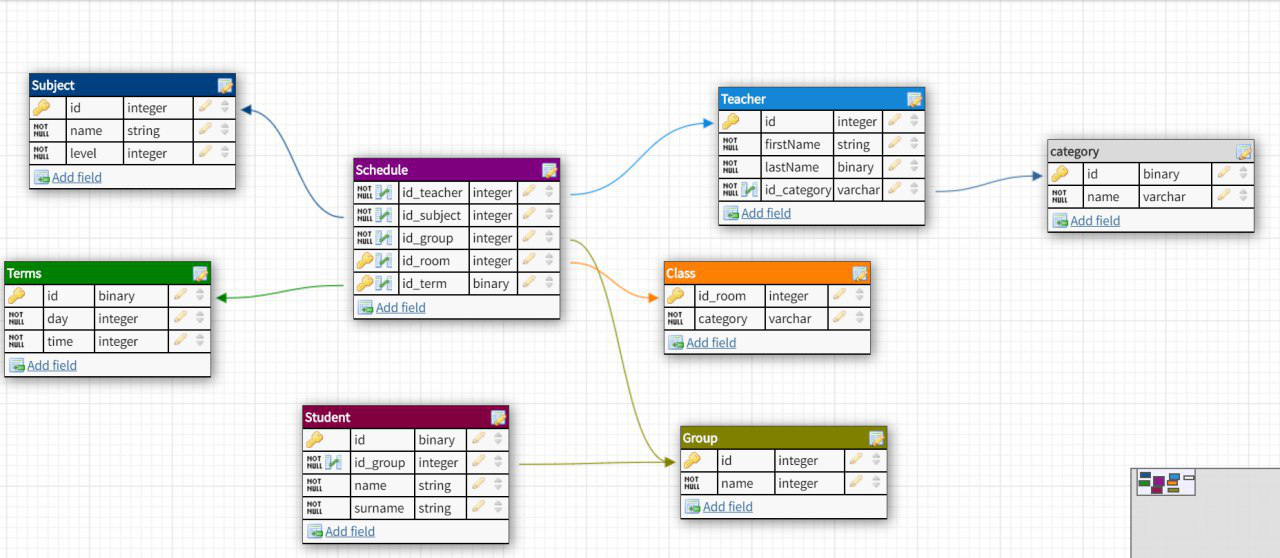 Subject
id integer
NOT NULL name string
NOT NULL level integer
Add field
Terms
id binary
NOT NULL day integer
NOT NULL time integer
Add field
Schedule
NOT NULL id_teacher integer
NOT NULL id_subject integer
NOT NULL id_group integer
id_room integer
id_term binary
Add field
Student
id binary
NOT NULL id_group integer
NOT NULL name string
NOT NULL surname string
Add field
Teacher
id integer
NOT NULL firstName string
NOT NULL lastName binary
NOT NULL id_category varchar
Add field
Class
id_room integer
NOT NULL category varchar
Add field
Group
id integer
NOT NULL name integer
Add field
category
id binary
NOT NULL name varchar
Add field